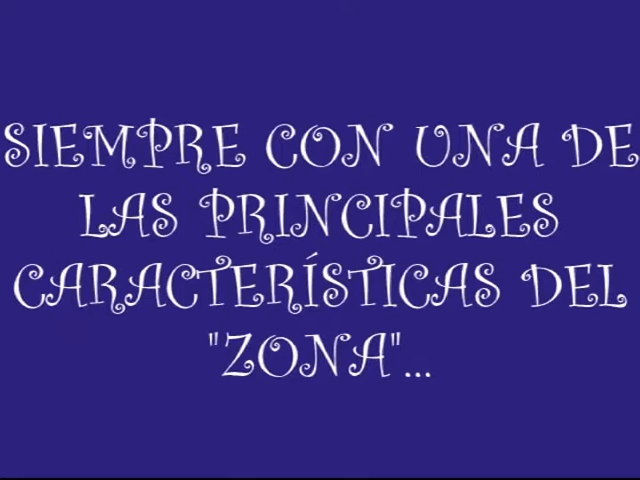 SIEMPRE CON UNA DE
LAS PRINCIPALES
CARACTERÍSTICAS DEL
"ZONA"...